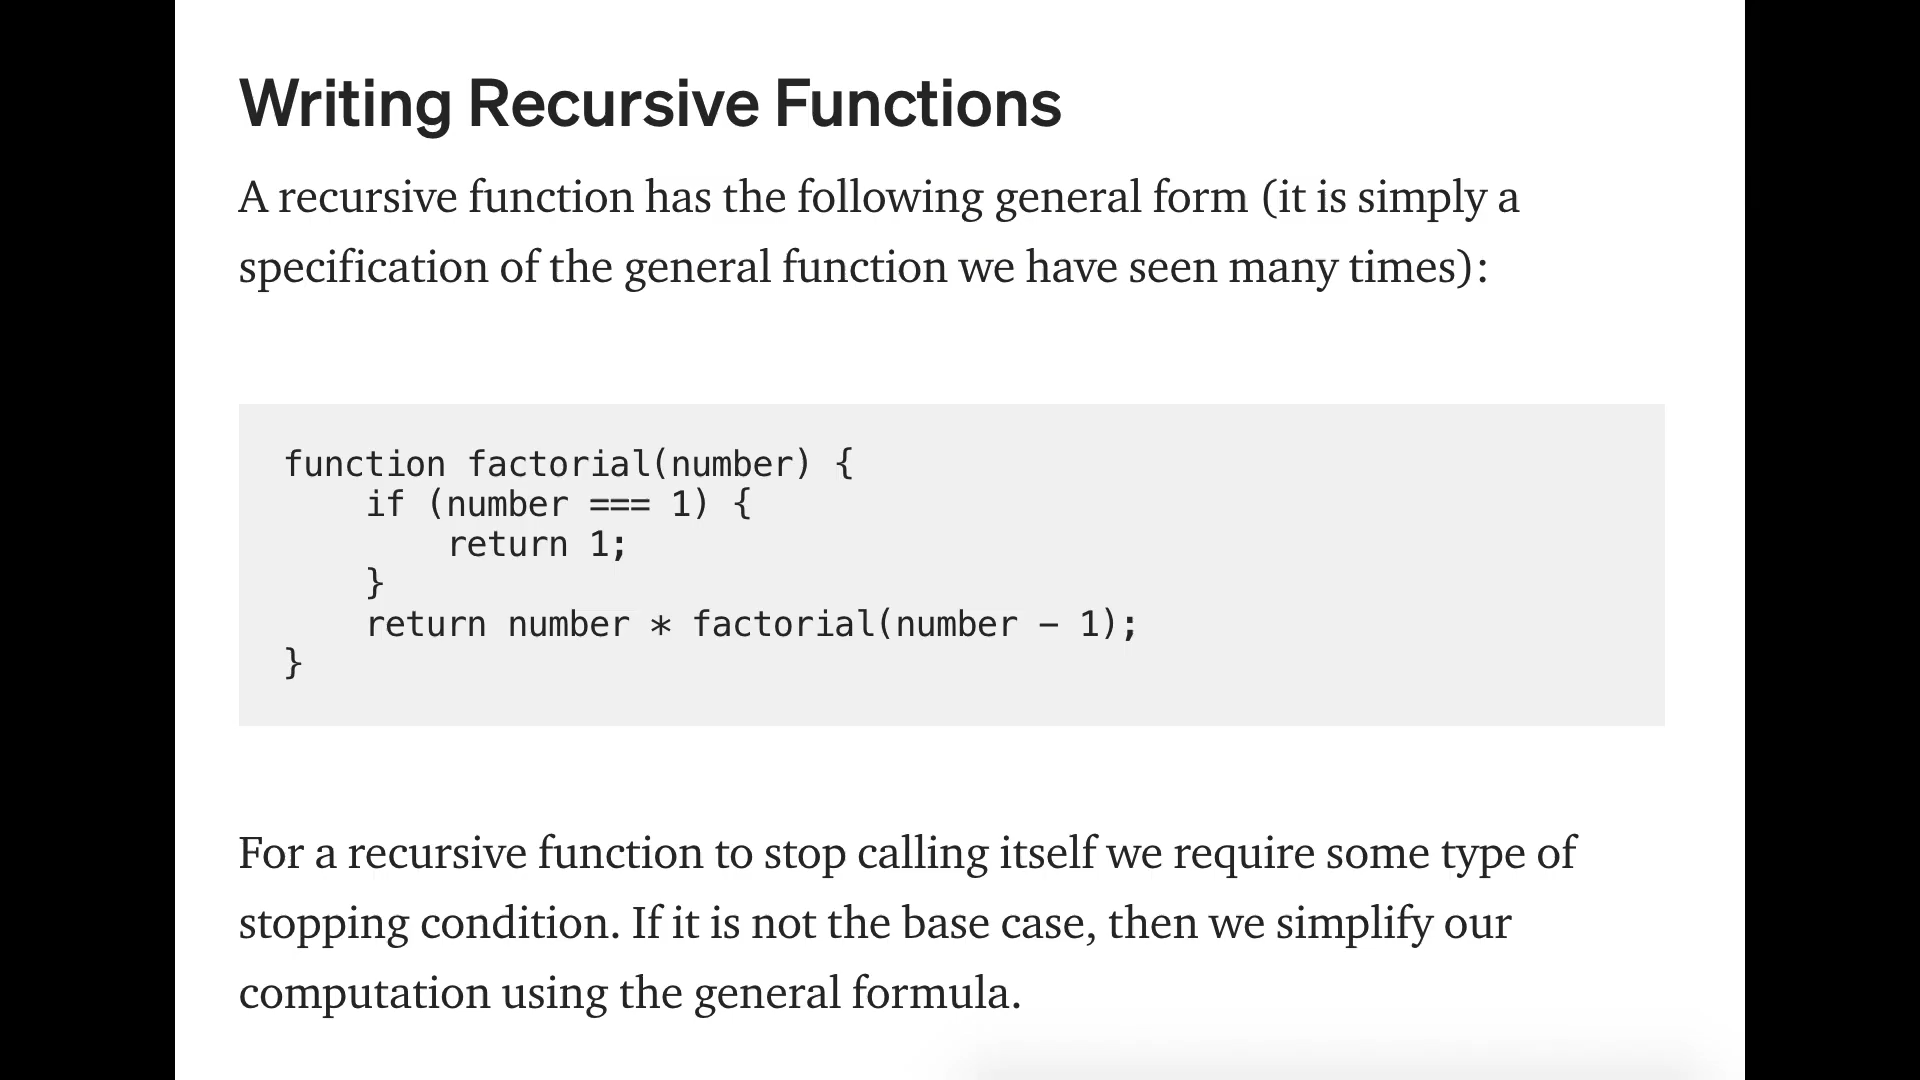 Writing Recursive Functions
A recursive function has the following general form (it is simply a
specification of the general function we have seen many times):
function factorial(number) {
    if (number === 1) {
        return 1;
    }
    return number * factorial(number – 1);
}
For a recursive function to stop calling itself we require some type of
stopping condition. If it is not the base case, then we simplify our
computation using the general formula.